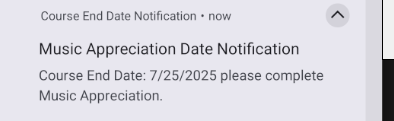 Course End Date Notification • now
Music Appreciation Date Notification
Course End Date: 7/25/2025 please complete
Music Appreciation.